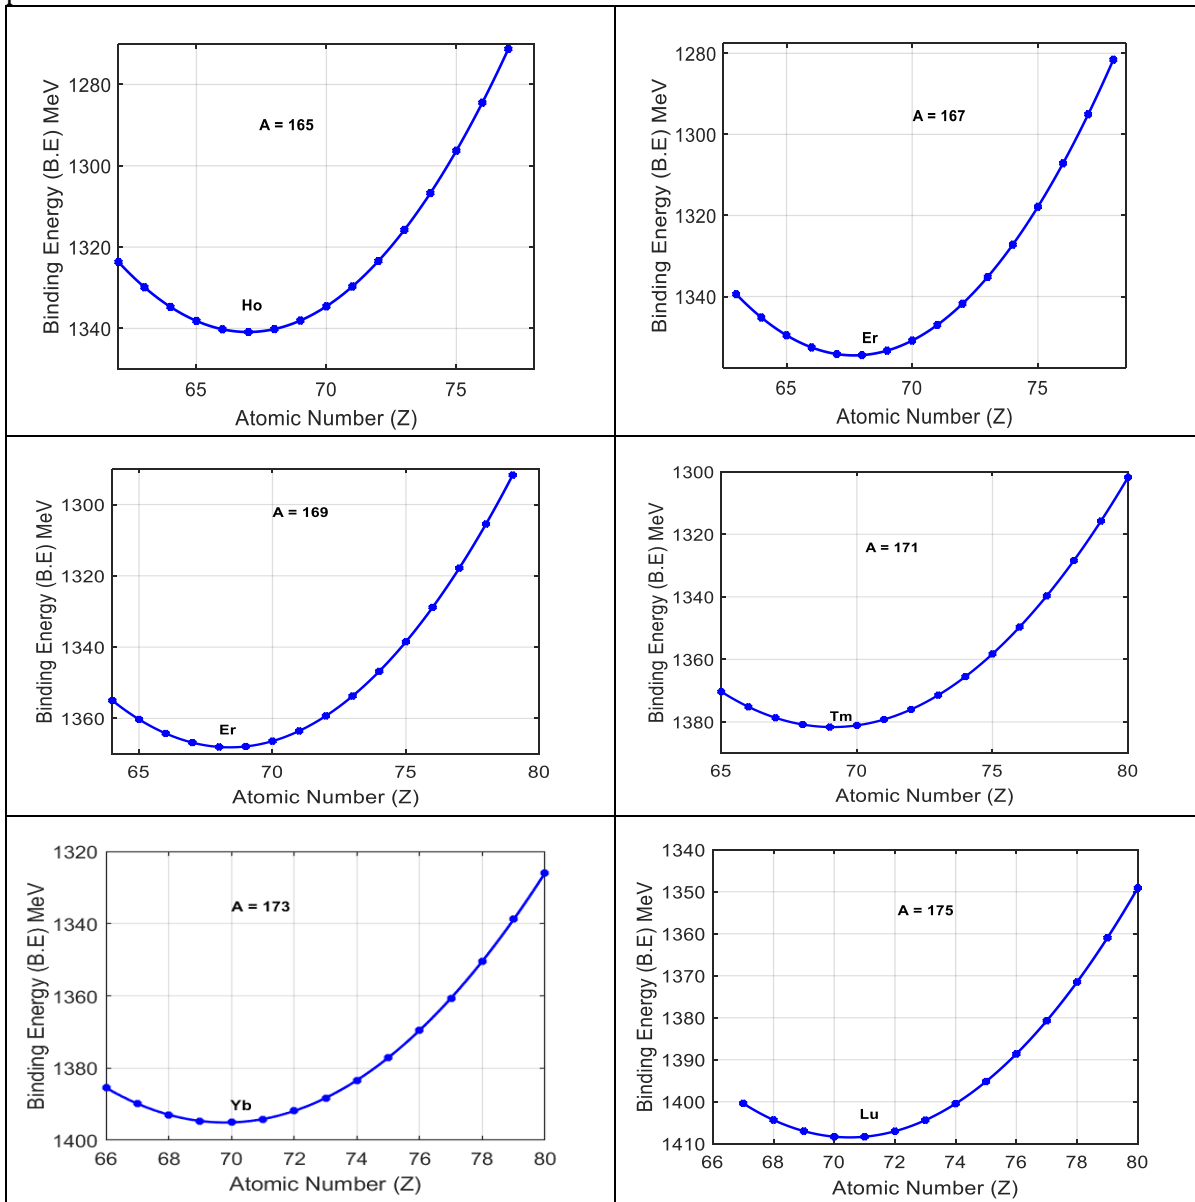 1280
1300
1320
1340
Binding Energy (B.E) MeV
A = 165
Ho
65 70 75
Atomic Number (Z)
1280
1300
1320
1340
Binding Energy (B.E) MeV
A = 167
Er
65 70 75
Atomic Number (Z)
1300
1320
1340
1360
Binding Energy (B.E) MeV
A = 169
Er
65 70 75 80
Atomic Number (Z)
1300
1320
1340
1360
1380
Binding Energy (B.E) MeV
A = 171
Tm
65 70 75 80
Atomic Number (Z)
1320
1340
1360
1380
1400
Binding Energy (B.E) MeV
A = 173
Yb
66 68 70 72 74 76 78 80
Atomic Number (Z)
1340
1350
1360
1370
1380
1390
1400
1410
Binding Energy (B.E) MeV
A = 175
Lu
66 68 70 72 74 76 78 80
Atomic Number (Z)